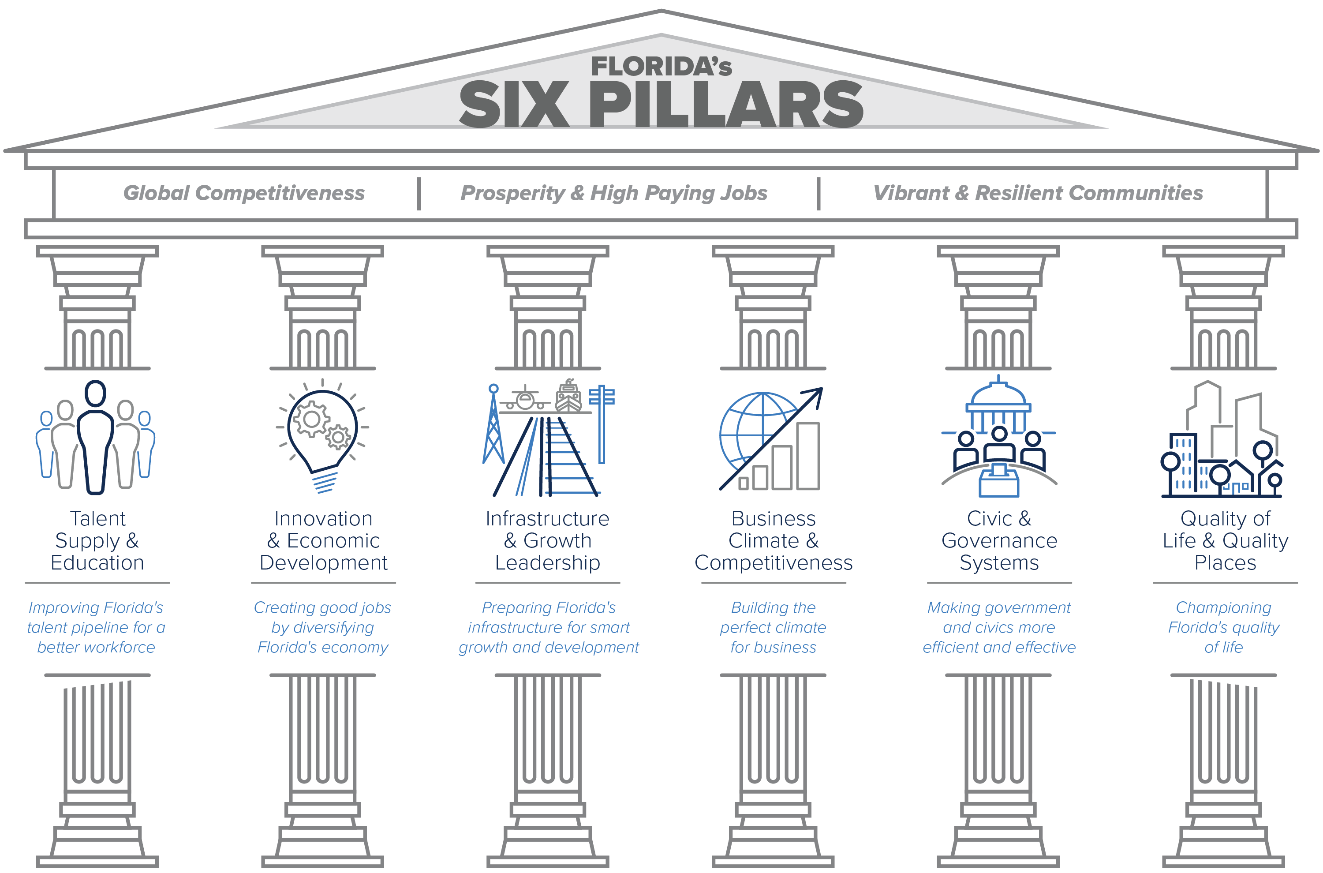 FLORIDA's
SIX PILLARS
Global Competitiveness | Prosperity & High Paying Jobs | Vibrant & Resilient Communities
Talent
Supply &
Education
Improving Florida's
talent pipeline for a
better workforce
Innovation
& Economic
Development
Creating good jobs
by diversifying
Florida's economy
Infrastructure
& Growth
Leadership
Preparing Florida's
infrastructure for smart
growth and development
Business
Climate &
Competitiveness
Building the
perfect climate
for business
Civic &
Governance
Systems
Making government
and civics more
efficient and effective
Quality of
Life & Quality
Places
Championing
Florida's quality
of life